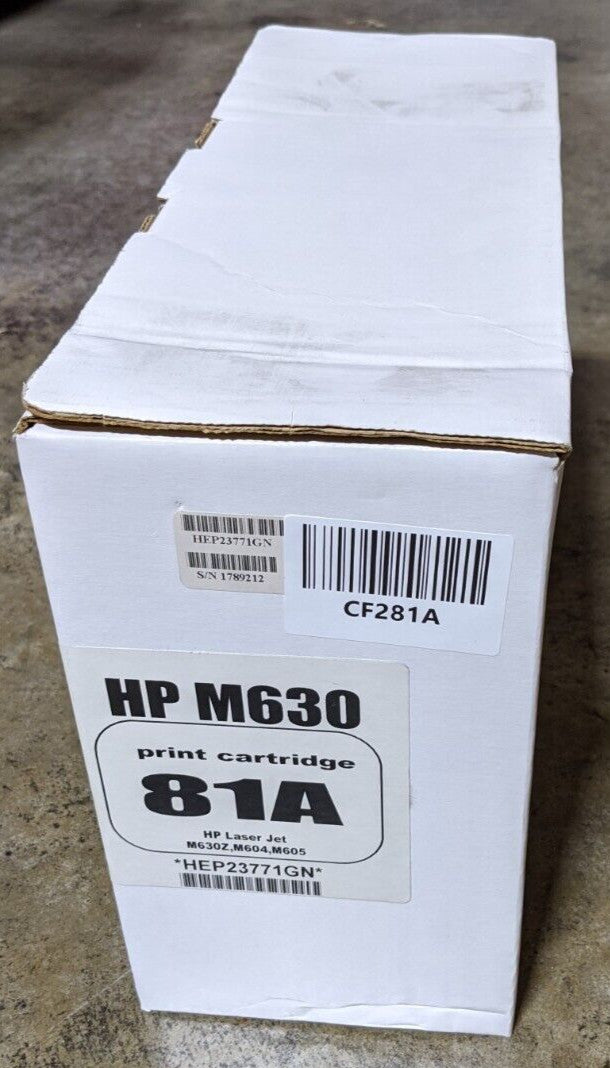 HEP23771GN
S/N 1789212
CF281A
HP M630
print cartridge
81A
HP Laser Jet
M630Z,M604,M605
*HEP23771GN*